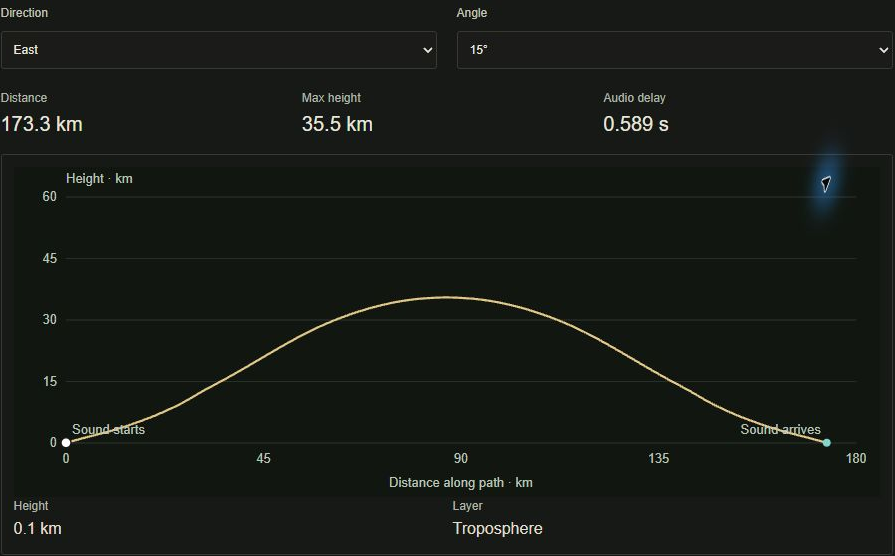 Direction Angle
East 15°
Distance Max height Audio delay
173.3 km 35.5 km 0.589 s
Height · km
60
45
30
15
Sound starts Sound arrives
0
0 45 90 135 180
Distance along path · km
Height Layer
0.1 km Troposphere